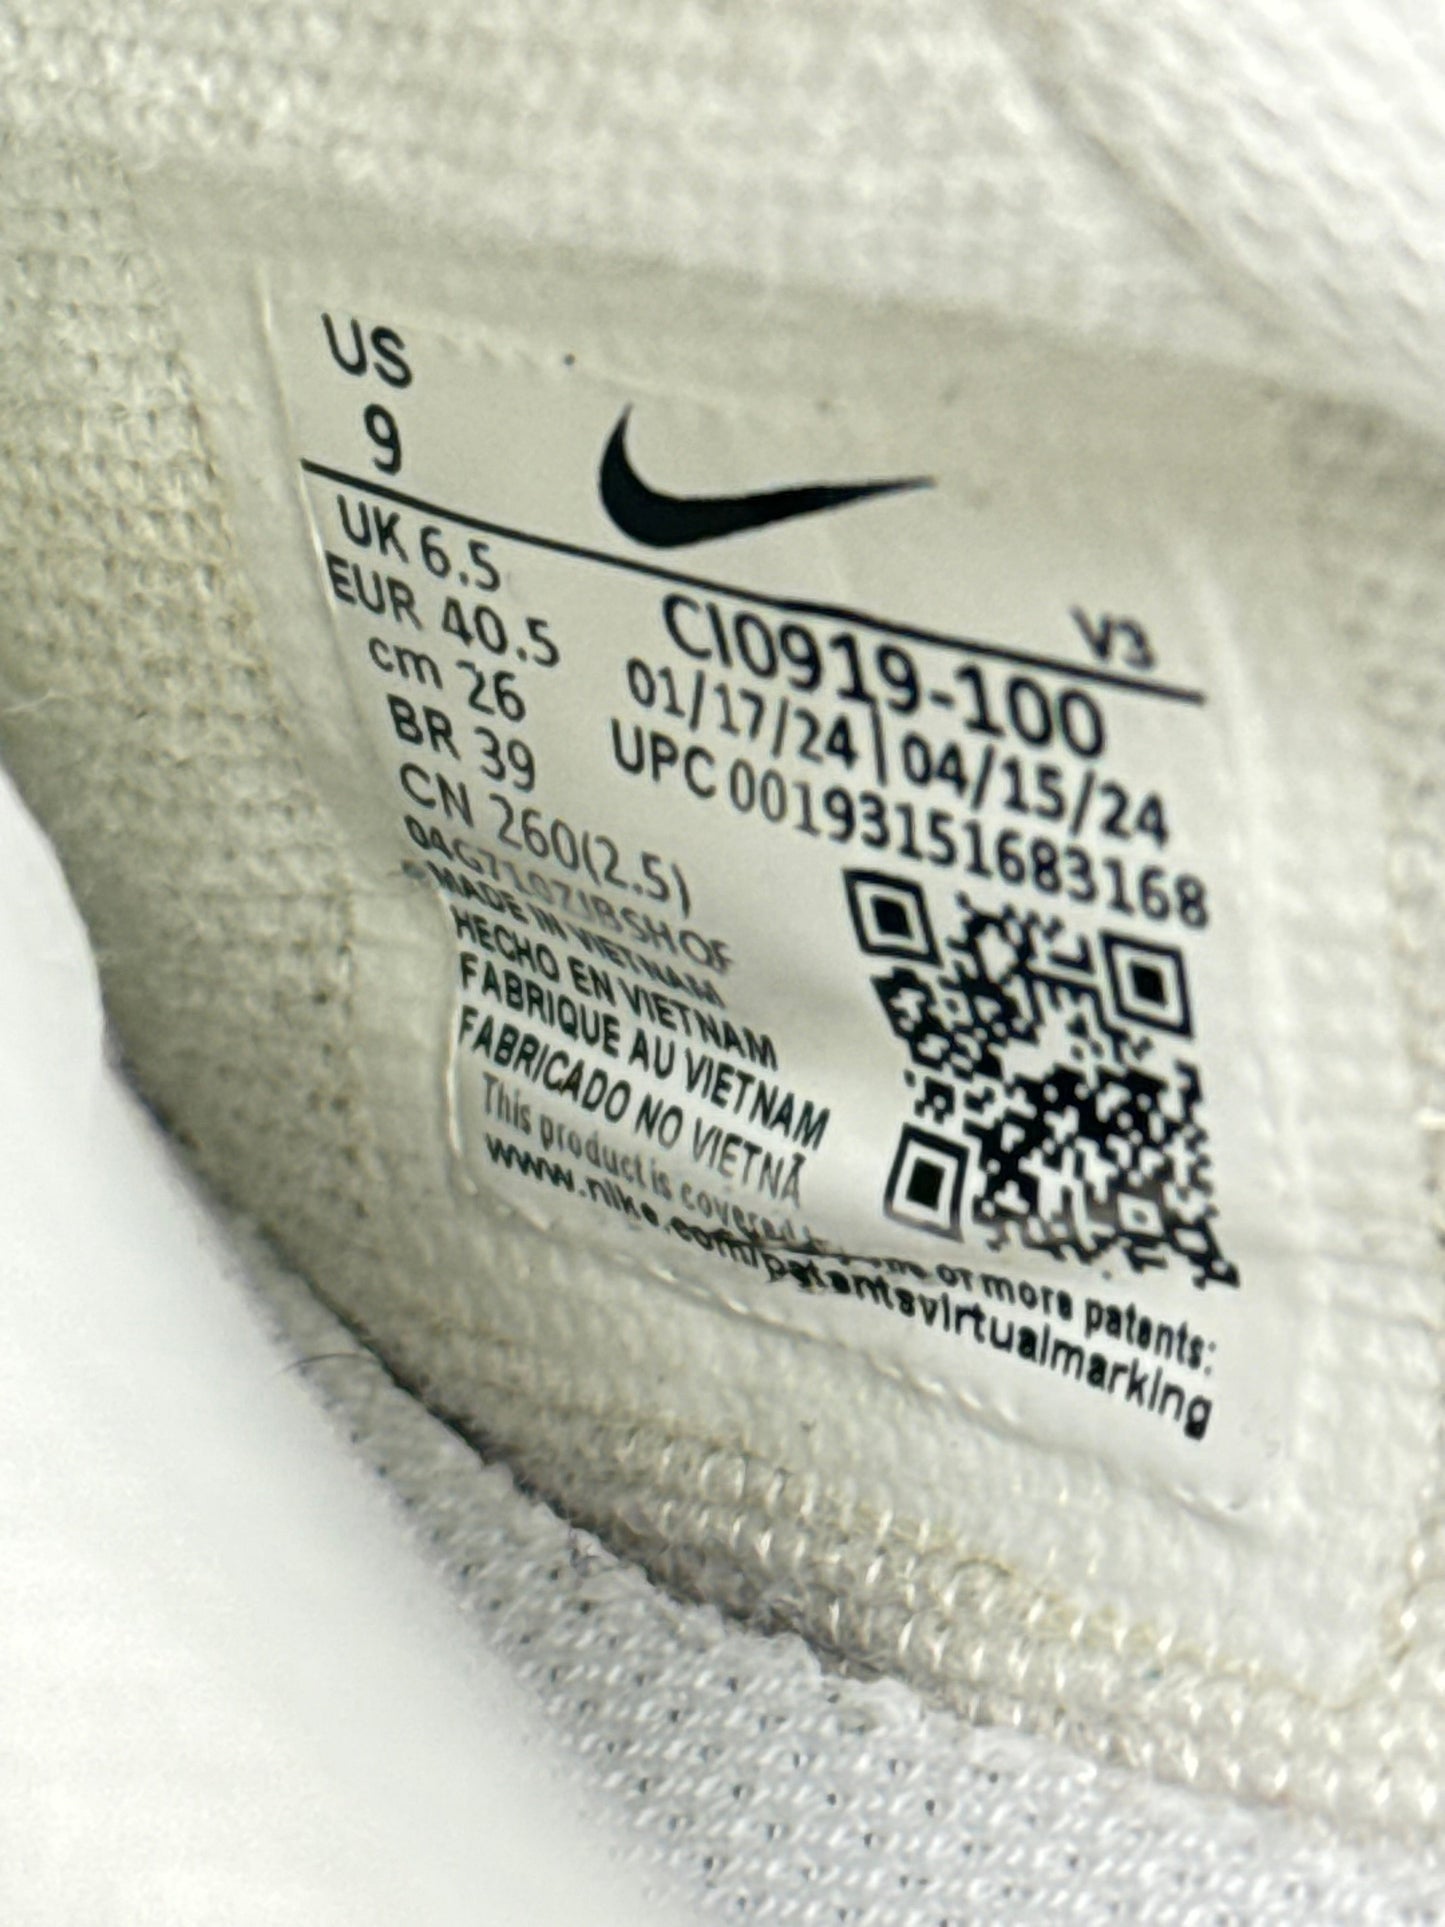 US
9
V3
UK 6.5
EUR 40.5
cm 26
BR 39
CN 260(2.5)
CI0919-100
01/17/24 | 04/15/24
UPC 00193151683168
MADE IN VIETNAM
HECHO EN VIETNAM
FABRIQUE AU VIETNAM
FABRICADO NO VIETNÃ
This product is covered or more patents:
www.nike.com/patentsvirtualmarking